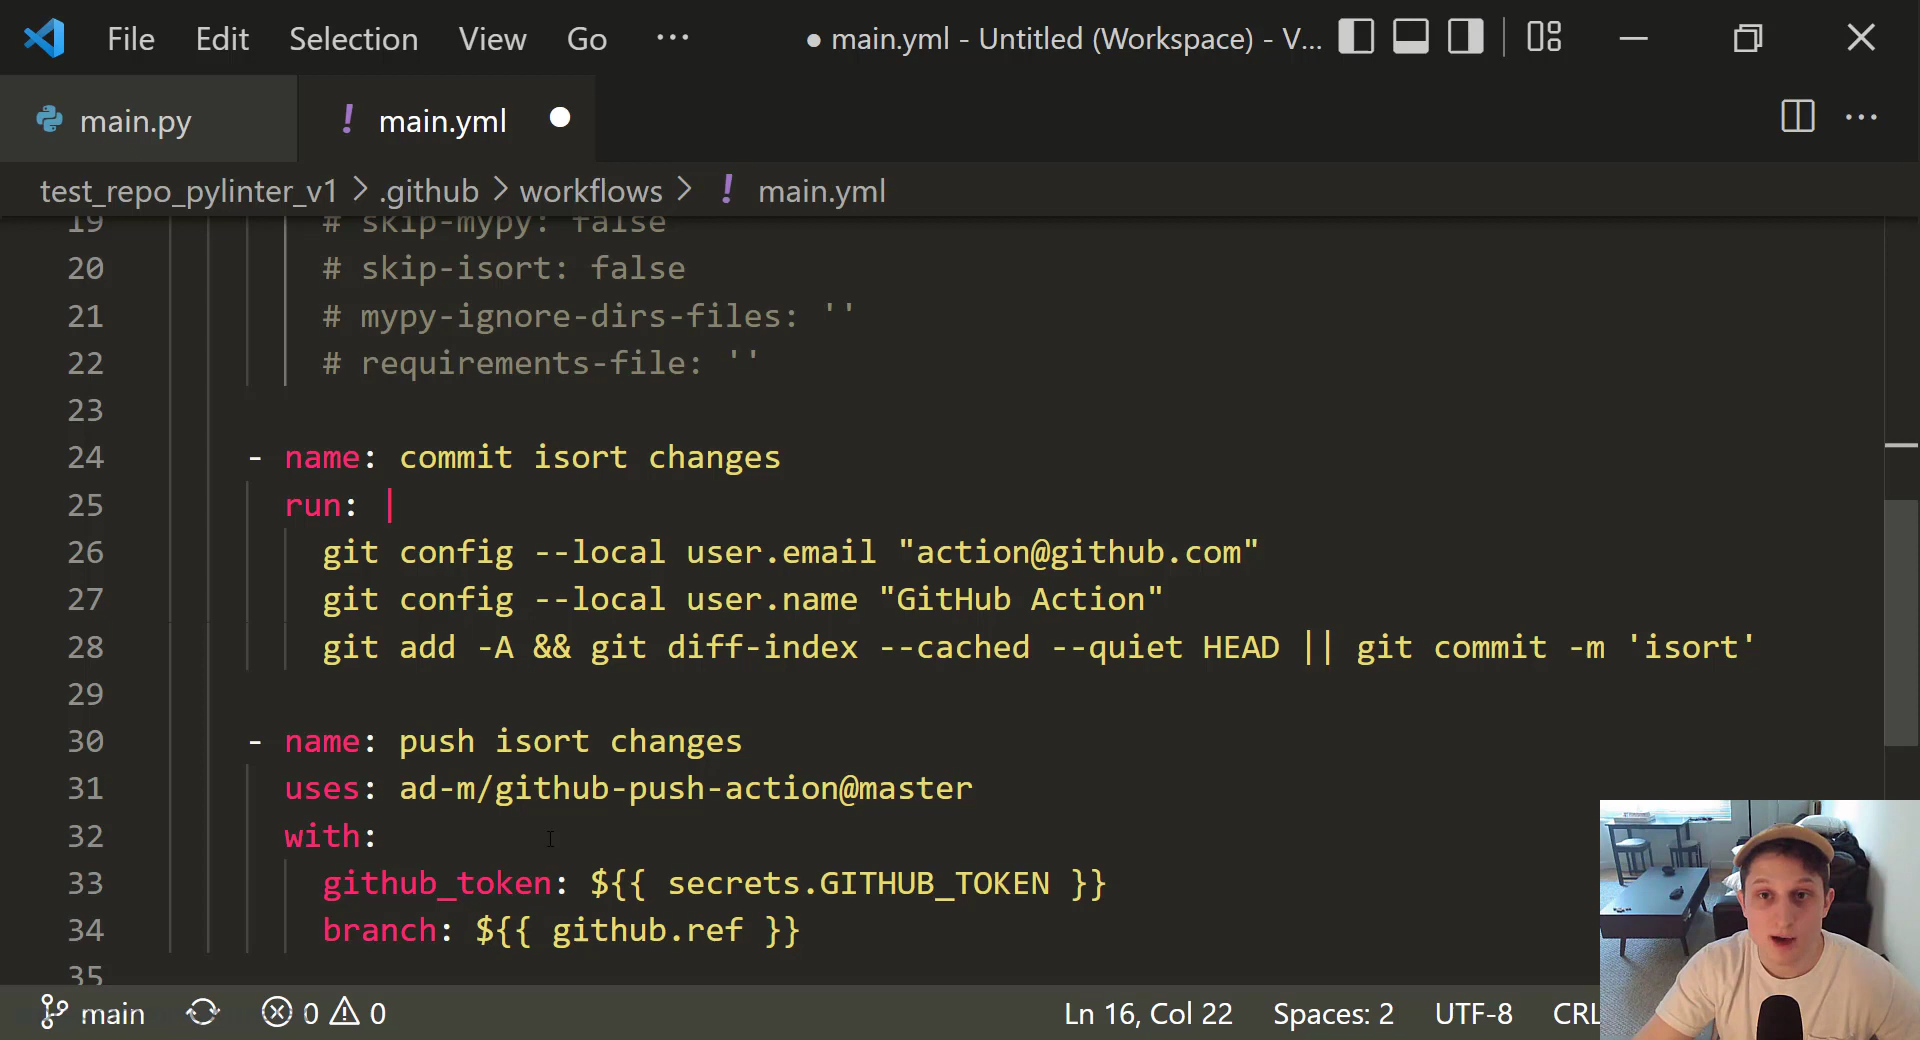 File Edit Selection View Go ··· ● main.yml - Untitled (Workspace) - V...
main.py ! main.yml ●
test_repo_pylinter_v1 > .github > workflows > ! main.yml
19 # skip-mypy: false
20 # skip-isort: false
21 # mypy-ignore-dirs-files: ''
22 # requirements-file: ''
23
24 - name: commit isort changes
25 run: |
26 git config --local user.email "action@github.com"
27 git config --local user.name "GitHub Action"
28 git add -A && git diff-index --cached --quiet HEAD || git commit -m 'isort'
29
30 - name: push isort changes
31 uses: ad-m/github-push-action@master
32 with:
33 github_token: ${{ secrets.GITHUB_TOKEN }}
34 branch: ${{ github.ref }}
35
main 0 0 Ln 16, Col 22 Spaces: 2 UTF-8 CRL